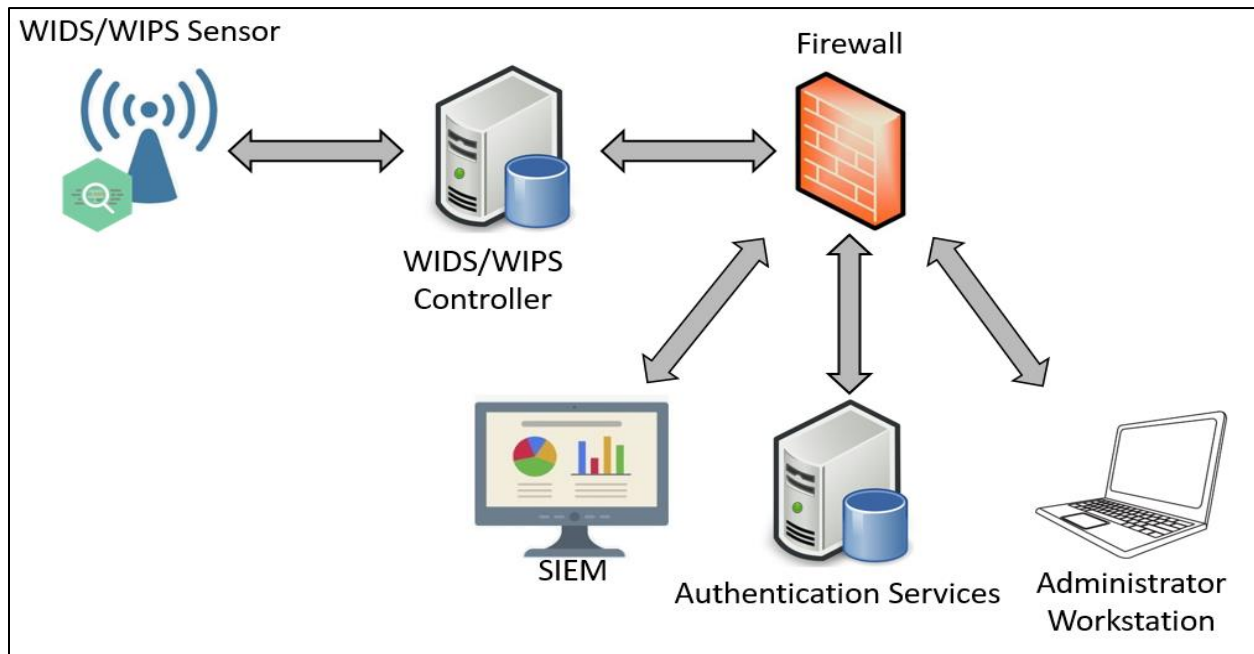 WIDS/WIPS Sensor
Firewall
WIDS/WIPS
Controller
SIEM
Authentication Services
Administrator
Workstation